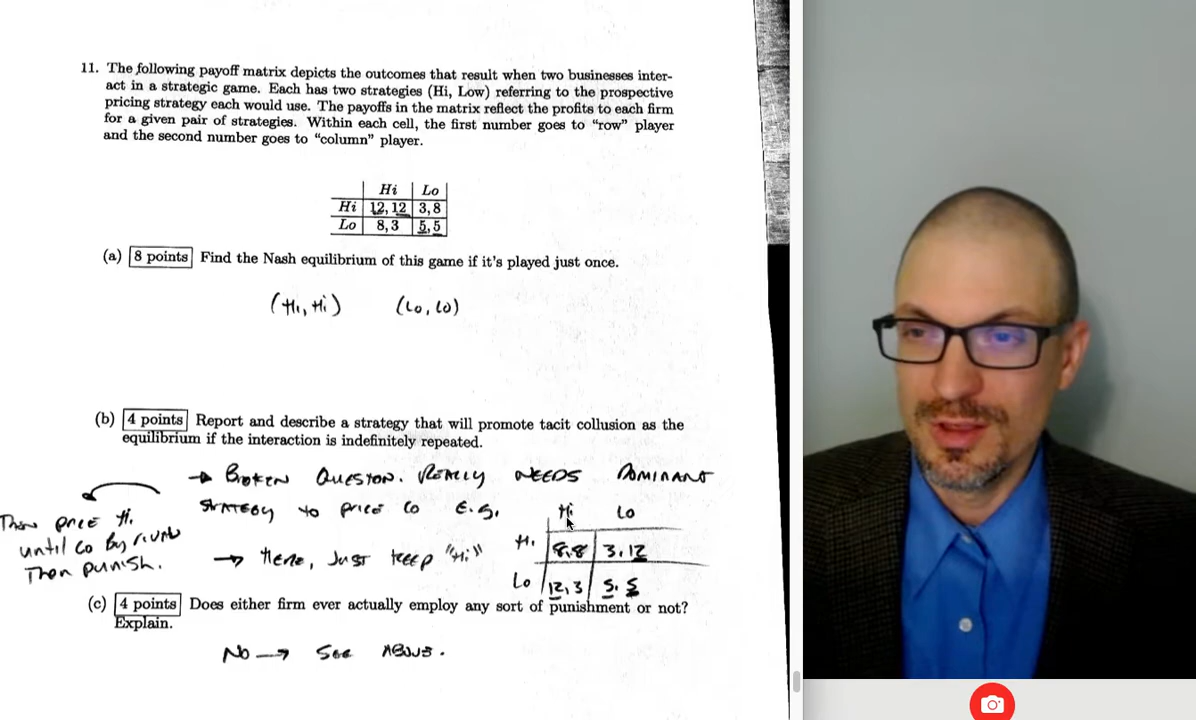 11. The following payoff matrix depicts the outcomes that result when two businesses inter-
act in a strategic game. Each has two strategies (Hi, Low) referring to the prospective
pricing strategy each would use. The payoffs in the matrix reflect the profits to each firm
for a given pair of strategies. Within each cell, the first number goes to “row” player
and the second number goes to “column” player.
Hi Lo
Hi 12,12 3,8
Lo 8,3 5,5
(a) 8 points Find the Nash equilibrium of this game if it's played just once.
(Hi, Hi) (Lo, Lo)
(b) 4 points Report and describe a strategy that will promote tacit collusion as the
equilibrium if the interaction is indefinitely repeated.
→ Broken Question. Really Needs Dominant
Strategy to price Lo E.g.
Hi Lo
Hi 8,8 3,12
Lo 12,3 5,5
→ Here, Just keep "Hi"
Then price Hi
until Lo by rival
Then punish.
(c) 4 points Does either firm ever actually employ any sort of punishment or not?
Explain.
No → See Above.